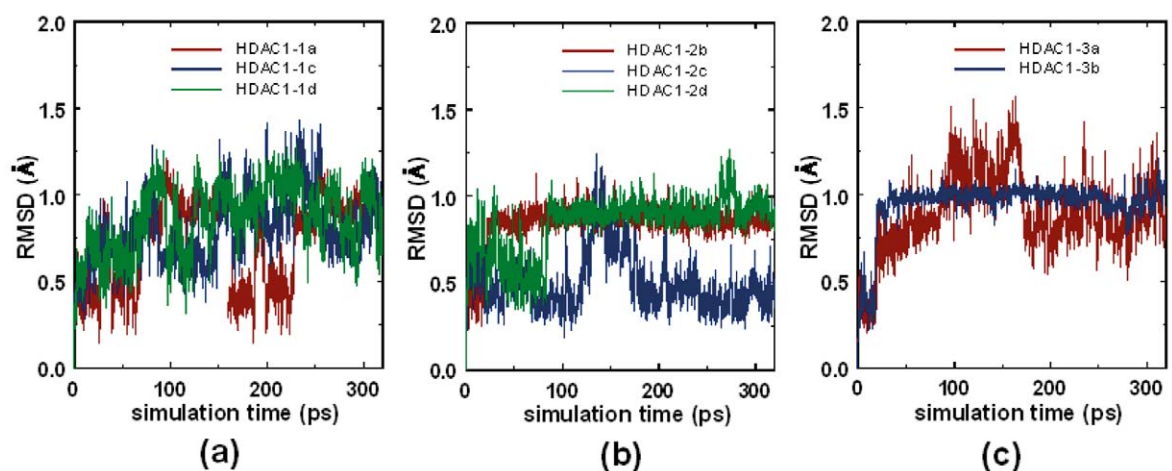 2.0
1.5
1.0
0.5
0.0
RMSD (Å)
HDAC1-1a
HDAC1-1c
HDAC1-1d
0 100 200 300
simulation time (ps)
(a)
2.0
1.5
1.0
0.5
0.0
RMSD (Å)
HDAC1-2b
HDAC1-2c
HDAC1-2d
0 100 200 300
simulation time (ps)
(b)
2.0
1.5
1.0
0.5
0.0
RMSD (Å)
HDAC1-3a
HDAC1-3b
0 100 200 300
simulation time (ps)
(c)